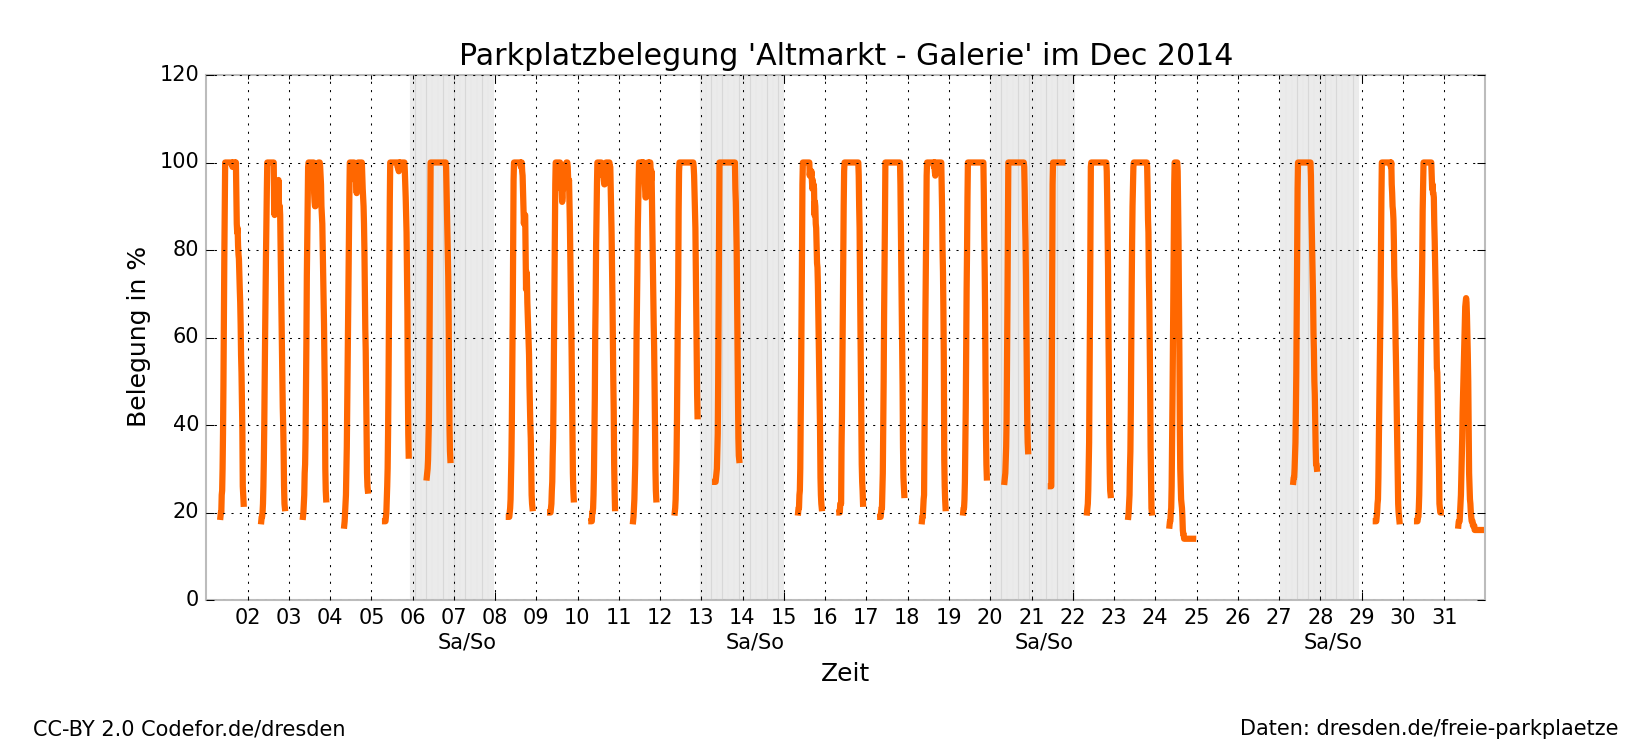 Parkplatzbelegung 'Altmarkt - Galerie' im Dec 2014
120
100
80
60
40
20
0
Belegung in %
02 03 04 05 06 07 08 09 10 11 12 13 14 15 16 17 18 19 20 21 22 23 24 25 26 27 28 29 30 31
Sa/So Sa/So Sa/So Sa/So
Zeit
CC-BY 2.0 Codefor.de/dresden
Daten: dresden.de/freie-parkplaetze